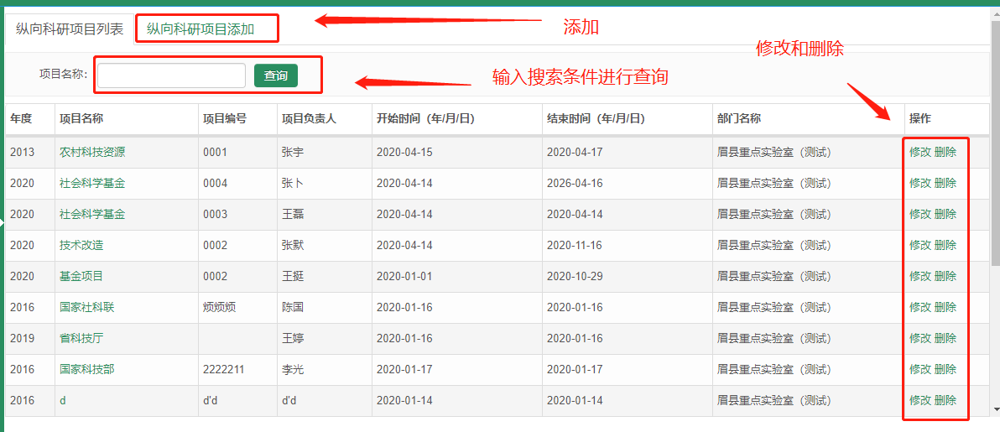 纵向科研项目列表 纵向科研项目添加 添加
修改和删除
项目名称: 查询 输入搜索条件进行查询
年度 项目名称 项目编号 项目负责人 开始时间（年/月/日） 结束时间（年/月/日） 部门名称 操作
2013 农村科技资源 0001 张宇 2020-04-15 2020-04-17 眉县重点实验室（测试） 修改 删除
2020 社会科学基金 0004 张卜 2020-04-14 2026-04-16 眉县重点实验室（测试） 修改 删除
2020 社会科学基金 0003 王磊 2020-04-14 2020-04-14 眉县重点实验室（测试） 修改 删除
2020 技术改造 0002 张默 2020-04-14 2020-11-16 眉县重点实验室（测试） 修改 删除
2020 基金项目 0002 王挺 2020-01-01 2020-10-29 眉县重点实验室（测试） 修改 删除
2016 国家社科联 烦烦烦 陈国 2020-01-16 2020-01-16 眉县重点实验室（测试） 修改 删除
2019 省科技厅 王婷 2020-01-16 2020-01-16 眉县重点实验室（测试） 修改 删除
2016 国家科技部 2222211 李光 2020-01-17 2020-01-17 眉县重点实验室（测试） 修改 删除
2016 d d'd d'd 2020-01-14 2020-01-14 眉县重点实验室（测试） 修改 删除